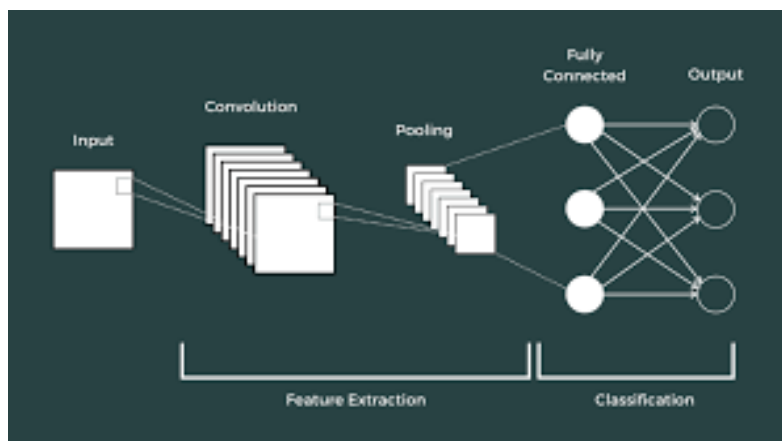 Fully
Connected
Output
Convolution
Pooling
Input
Feature Extraction
Classification